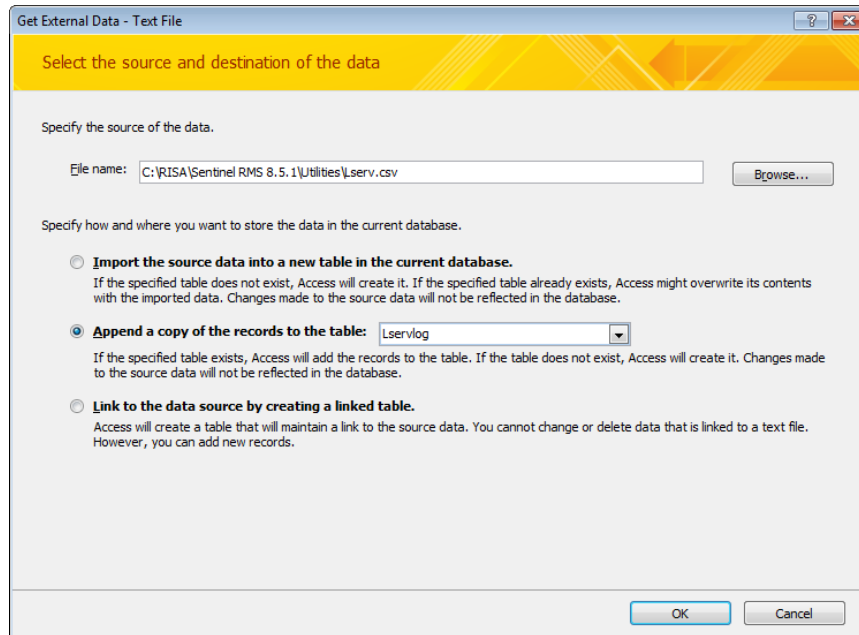 Get External Data - Text File
Select the source and destination of the data
Specify the source of the data.
File name: C:\RISA\Sentinel RMS 8.5.1\Utilities\Lserv.csv Browse...
Specify how and where you want to store the data in the current database.
Import the source data into a new table in the current database.
If the specified table does not exist, Access will create it. If the specified table already exists, Access might overwrite its contents
with the imported data. Changes made to the source data will not be reflected in the database.
Append a copy of the records to the table: Lservlog
If the specified table exists, Access will add the records to the table. If the table does not exist, Access will create it. Changes made
to the source data will not be reflected in the database.
Link to the data source by creating a linked table.
Access will create a table that will maintain a link to the source data. You cannot change or delete data that is linked to a text file.
However, you can add new records.
OK Cancel